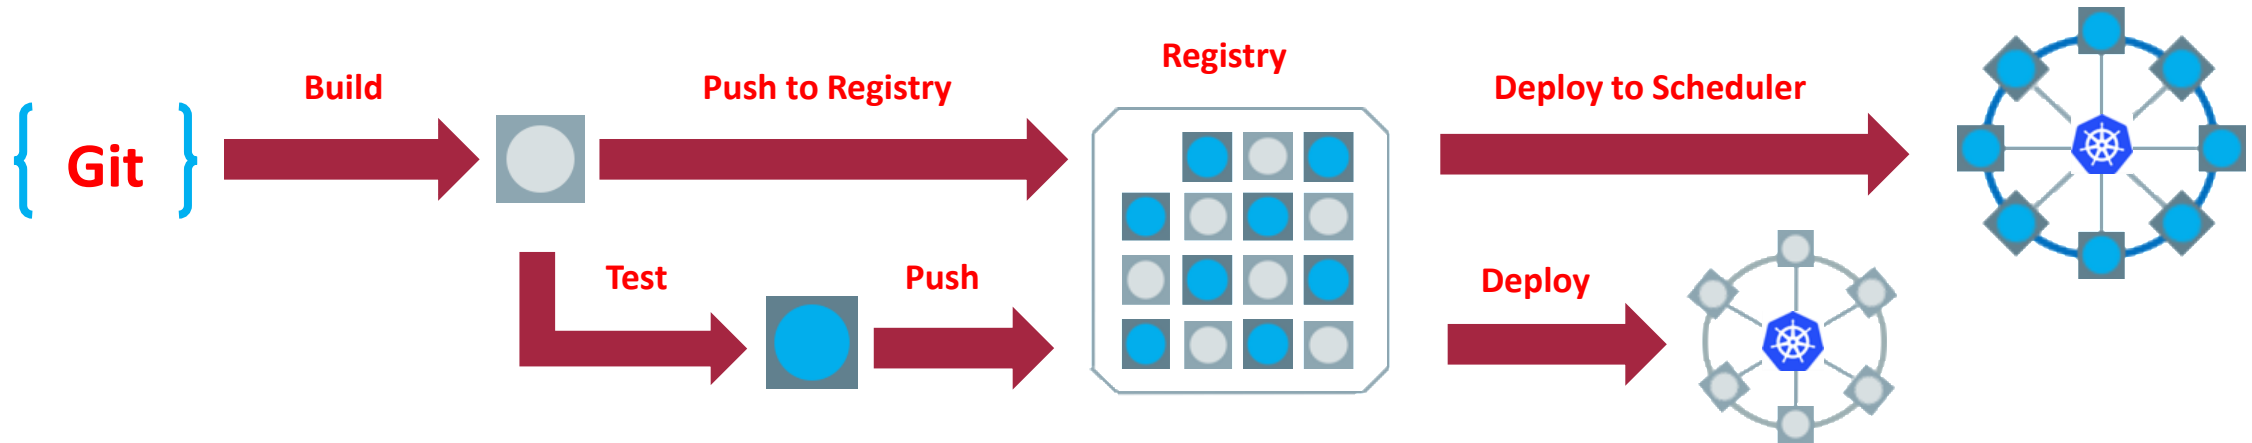 Registry
Build
Push to Registry
Deploy to Scheduler
Git
Test
Push
Deploy